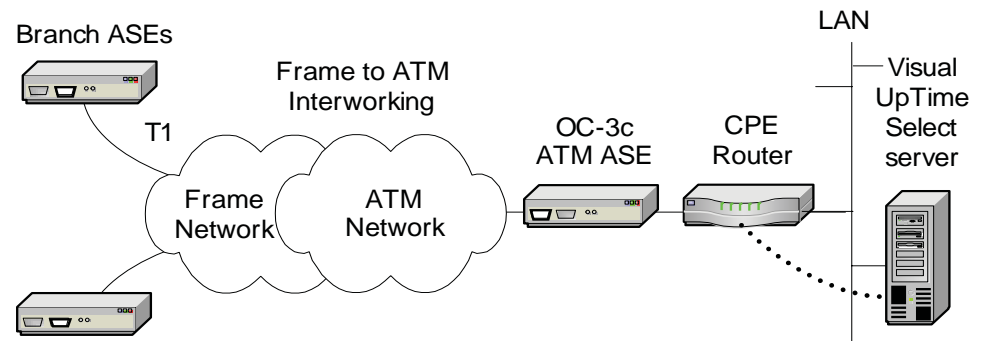 Branch ASEs
T1
Frame to ATM
Interworking
Frame
Network
ATM
Network
OC-3c
ATM ASE
CPE
Router
LAN
Visual
UpTime
Select
server